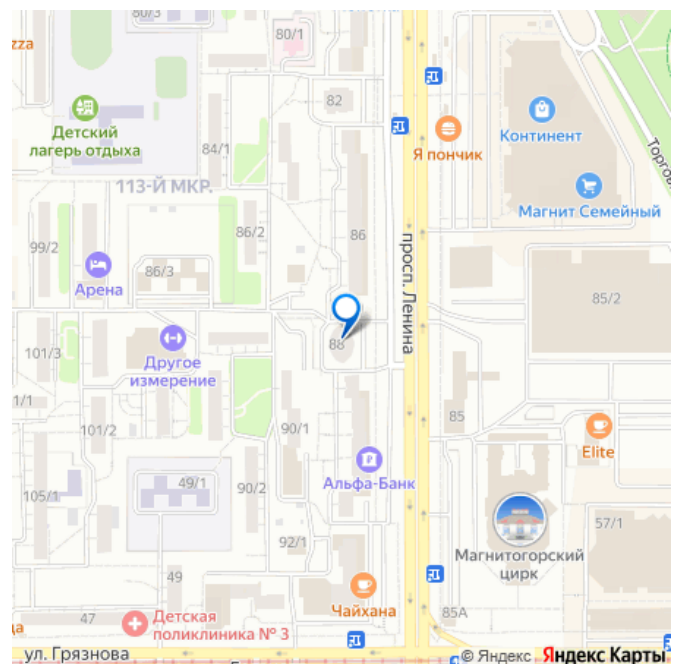 80/3
80/1
zza
82
Детский
лагерь отдыха
Континент
Я пончик
Торгов
84/1
113-Й МКР.
Магнит Семейный
86/2
86
99/2
86/3
Арена
просп. Ленина
85/2
88
101/3
Другое
измерение
1/1
85
101/2
90/1
Elite
Альфа-Банк
49/1
90/2
105/1
57/1
92/1
Магнитогорский
цирк
49
Чайхана
85А
47
Детская
поликлиника № 3
да
ул. Грязнова
© Яндекс Яндекс Карты